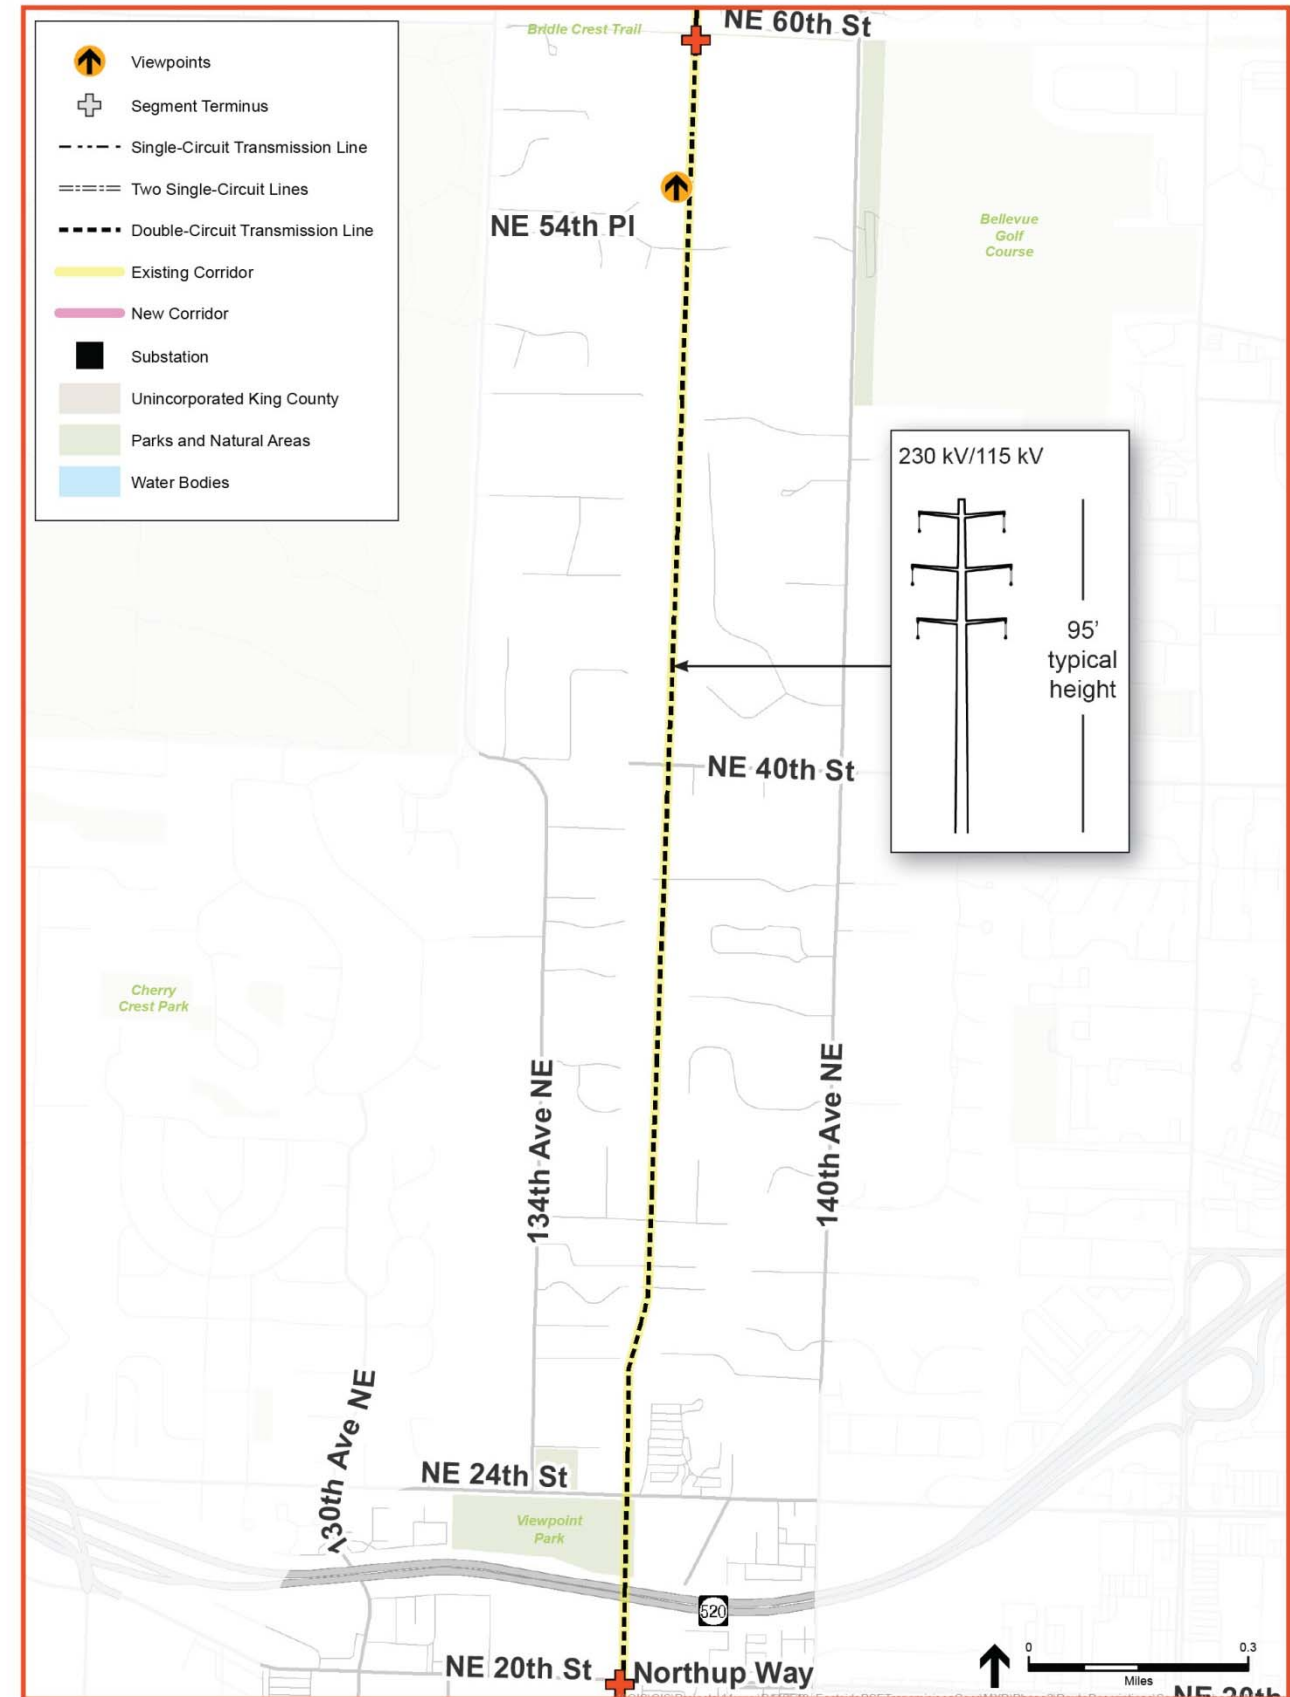 Bridle Crest Trail
NE 60th St
Viewpoints
Segment Terminus
Single-Circuit Transmission Line
Two Single-Circuit Lines
Double-Circuit Transmission Line
Existing Corridor
New Corridor
Substation
Unincorporated King County
Parks and Natural Areas
Water Bodies
NE 54th Pl
Bellevue
Golf
Course
230 kV/115 kV
95’
typical
height
NE 40th St
Cherry
Crest Park
134th Ave NE
140th Ave NE
130th Ave NE
NE 24th St
Viewpoint
Park
520
NE 20th St
Northup Way
0
0.3
Miles
NE 20th